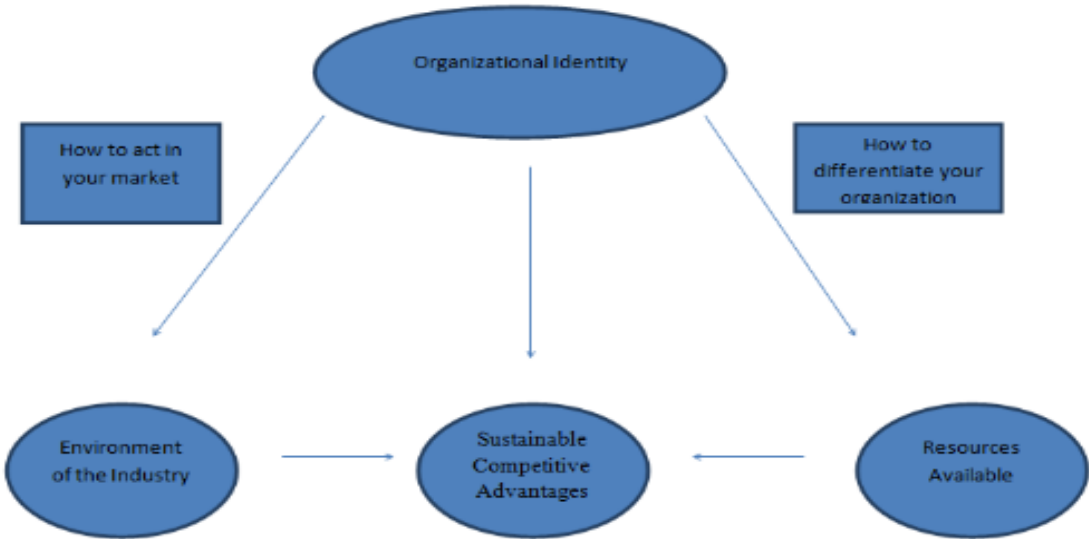 Organizational Identity
How to act in
your market
How to
differentiate your
organization
Environment
of the Industry
Sustainable
Competitive
Advantages
Resources
Available